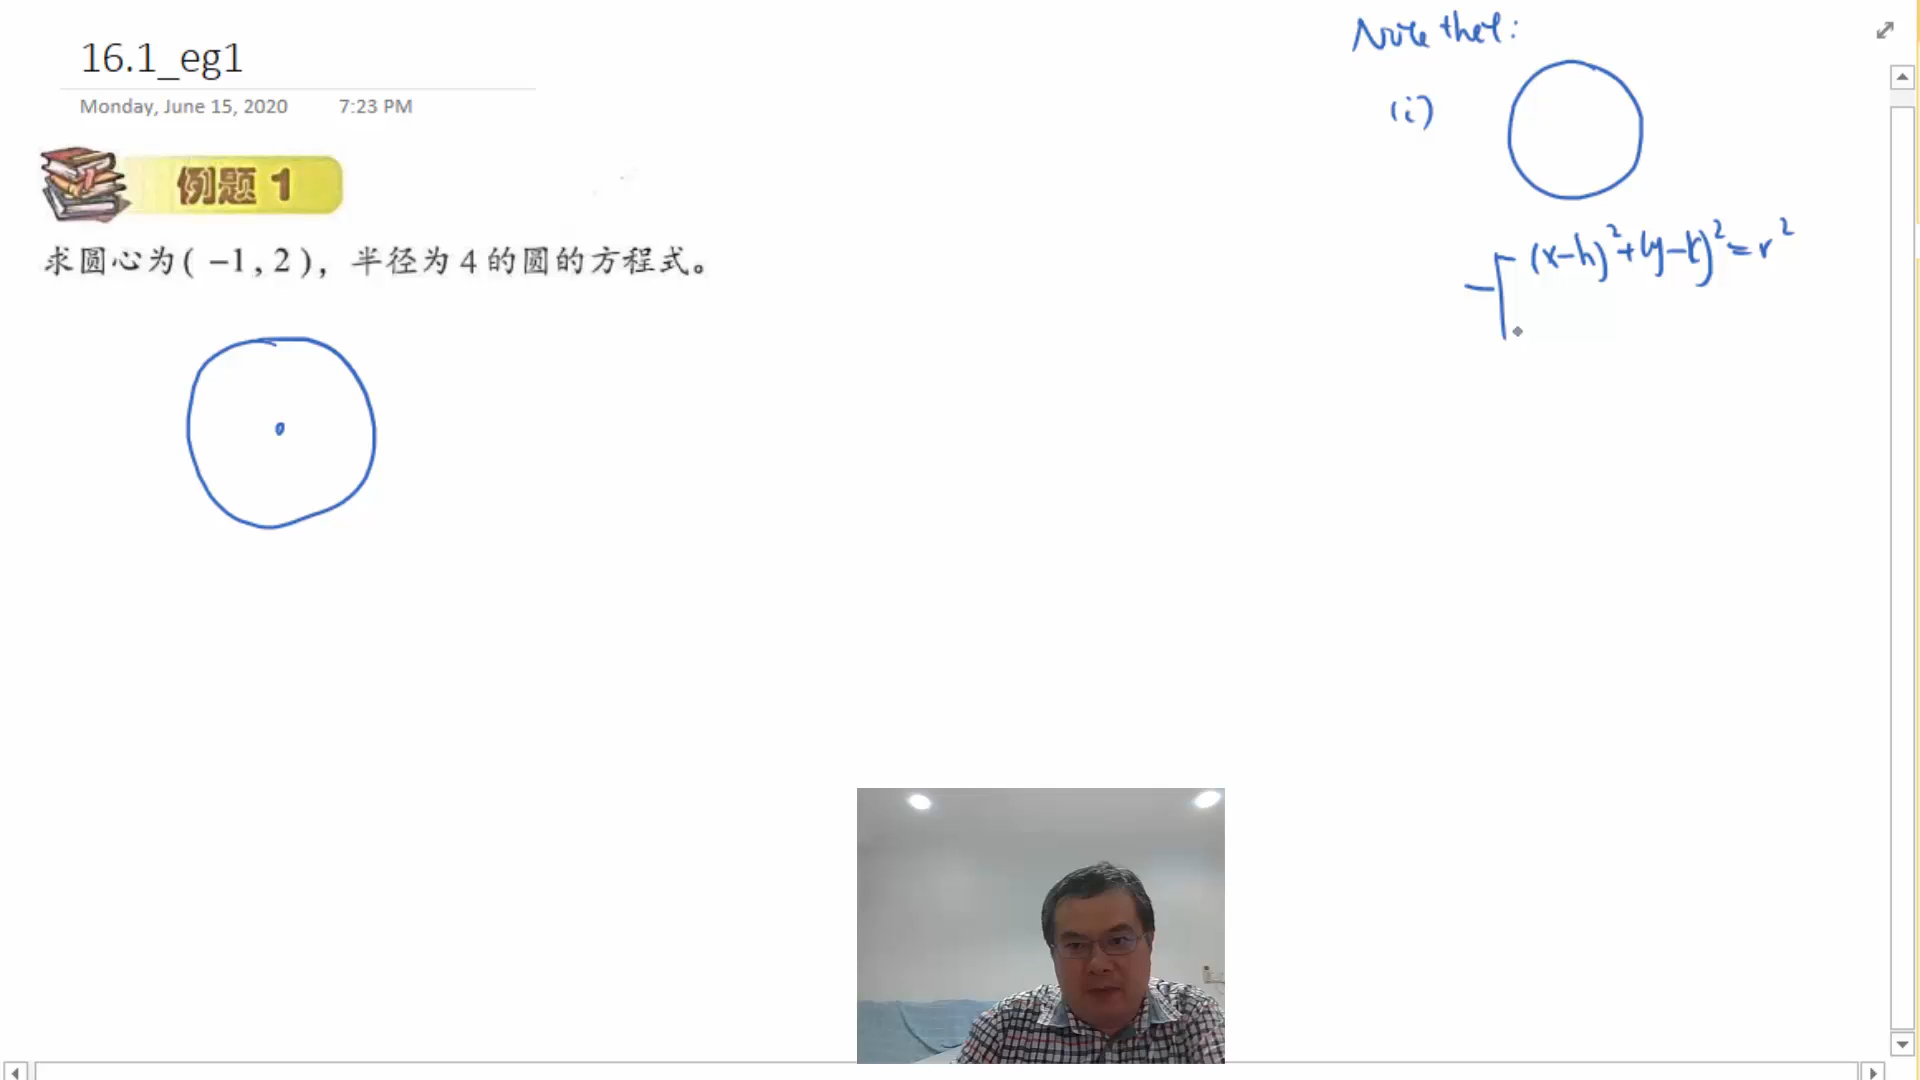 16.1_eg1
Monday, June 15, 2020 7:23 PM
例题 1
求圆心为(-1,2)，半径为4的圆的方程式。
Note that:
(i)
(x-h)²+(y-k)²=r²